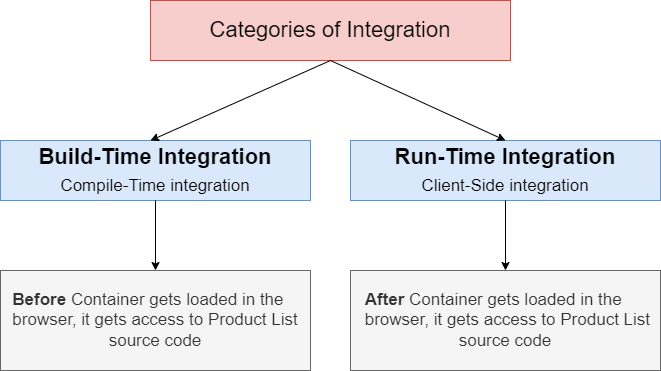 Categories of Integration
Build-Time Integration
Compile-Time integration
Run-Time Integration
Client-Side integration
Before Container gets loaded in the
browser, it gets access to Product List
source code
After Container gets loaded in the
browser, it gets access to Product List
source code